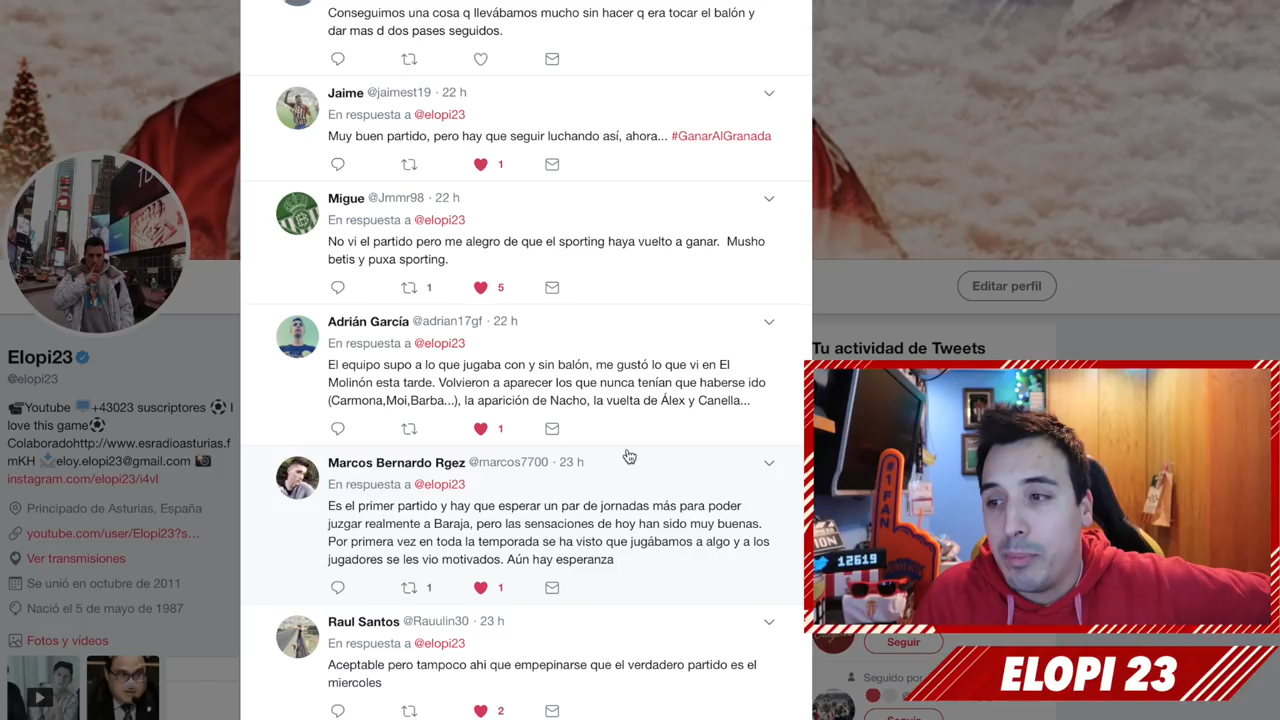 Conseguimos una cosa q llevábamos mucho sin hacer q era tocar el balón y
dar mas d dos pases seguidos.
Jaime @jaimest19 · 22 h
En respuesta a @elopi23
Muy buen partido, pero hay que seguir luchando así, ahora... #GanarAlGranada
1
Migue @Jmmr98 · 22 h
En respuesta a @elopi23
No vi el partido pero me alegro de que el sporting haya vuelto a ganar. Musho
betis y puxa sporting.
1 5
Adrián García @adrian17gf · 22 h
En respuesta a @elopi23
El equipo supo a lo que jugaba con y sin balón, me gustó lo que vi en El
Molinón esta tarde. Volvieron a aparecer los que nunca tenían que haberse ido
(Carmona,Moi,Barba...), la aparición de Nacho, la vuelta de Álex y Canella...
1
Marcos Bernardo Rgez @marcos7700 · 23 h
En respuesta a @elopi23
Es el primer partido y hay que esperar un par de jornadas más para poder
juzgar realmente a Baraja, pero las sensaciones de hoy han sido muy buenas.
Por primera vez en toda la temporada se ha visto que jugábamos a algo y a los
jugadores se les vio motivados. Aún hay esperanza
1 1
Raul Santos @Rauulin30 · 23 h
En respuesta a @elopi23
Aceptable pero tampoco ahi que empepinarse que el verdadero partido es el
miercoles
2
Elopi23
@elopi23
Youtube +43023 suscriptores I
love this game
Colaboradohttp://www.esradioasturias.f
mKH eloy.elopi23@gmail.com
instagram.com/elopi23/i4vI
Principado de Asturias, España
youtube.com/user/Elopi23?s...
Ver transmisiones
Se unió en octubre de 2011
Nació el 5 de mayo de 1987
Fotos y vídeos
Editar perfil
Tu actividad de Tweets
#1 FAN
12619
Seguir
Seguido por
Seguir
ELOPI 23